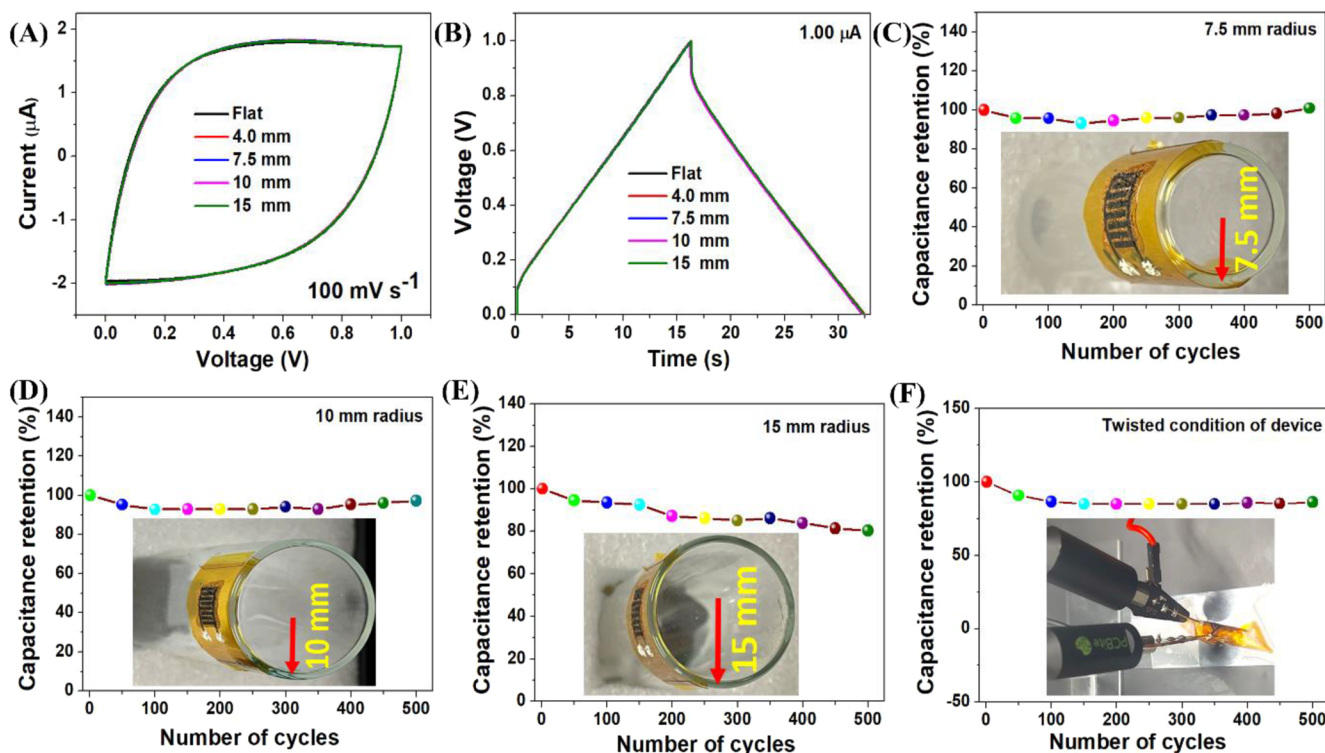 (A)
2
1
0
-1
-2
Current (μA)
Flat
4.0 mm
7.5 mm
10 mm
15 mm
100 mV s-1
0.0 0.2 0.4 0.6 0.8 1.0
Voltage (V)
(B)
1.0
0.8
0.6
0.4
0.2
0.0
Voltage (V)
1.00 μA
Flat
4.0 mm
7.5 mm
10 mm
15 mm
0 5 10 15 20 25 30
Time (s)
(C)
140
120
100
80
60
40
20
0
Capacitance retention (%)
7.5 mm radius
7.5 mm
0 100 200 300 400 500
Number of cycles
(D)
140
120
100
80
60
40
20
0
Capacitance retention (%)
10 mm radius
10 mm
0 100 200 300 400 500
Number of cycles
(E)
140
120
100
80
60
40
20
0
Capacitance retention (%)
15 mm radius
15 mm
0 100 200 300 400 500
Number of cycles
(F)
150
100
50
0
-50
Capacitance retention (%)
Twisted condition of device
PCBite
0 100 200 300 400 500
Number of cycles